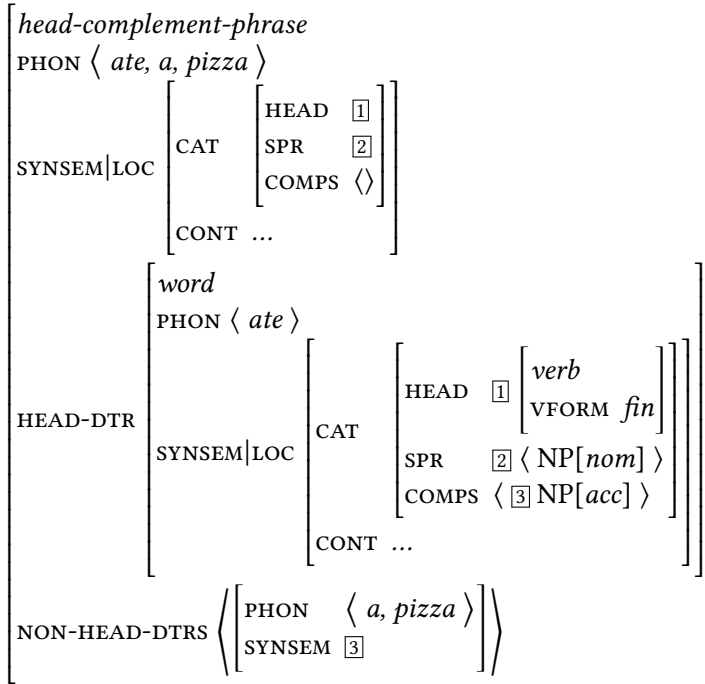 head-complement-phrase
PHON ⟨ ate, a, pizza ⟩
SYNSEM|LOC
CAT
HEAD 1
SPR 2
COMPS ⟨⟩
CONT ...
HEAD-DTR
word
PHON ⟨ ate ⟩
SYNSEM|LOC
CAT
HEAD 1
verb
VFORM fin
SPR 2 ⟨ NP[nom] ⟩
COMPS ⟨ 3 NP[acc] ⟩
CONT ...
NON-HEAD-DTRS
PHON ⟨ a, pizza ⟩
SYNSEM 3